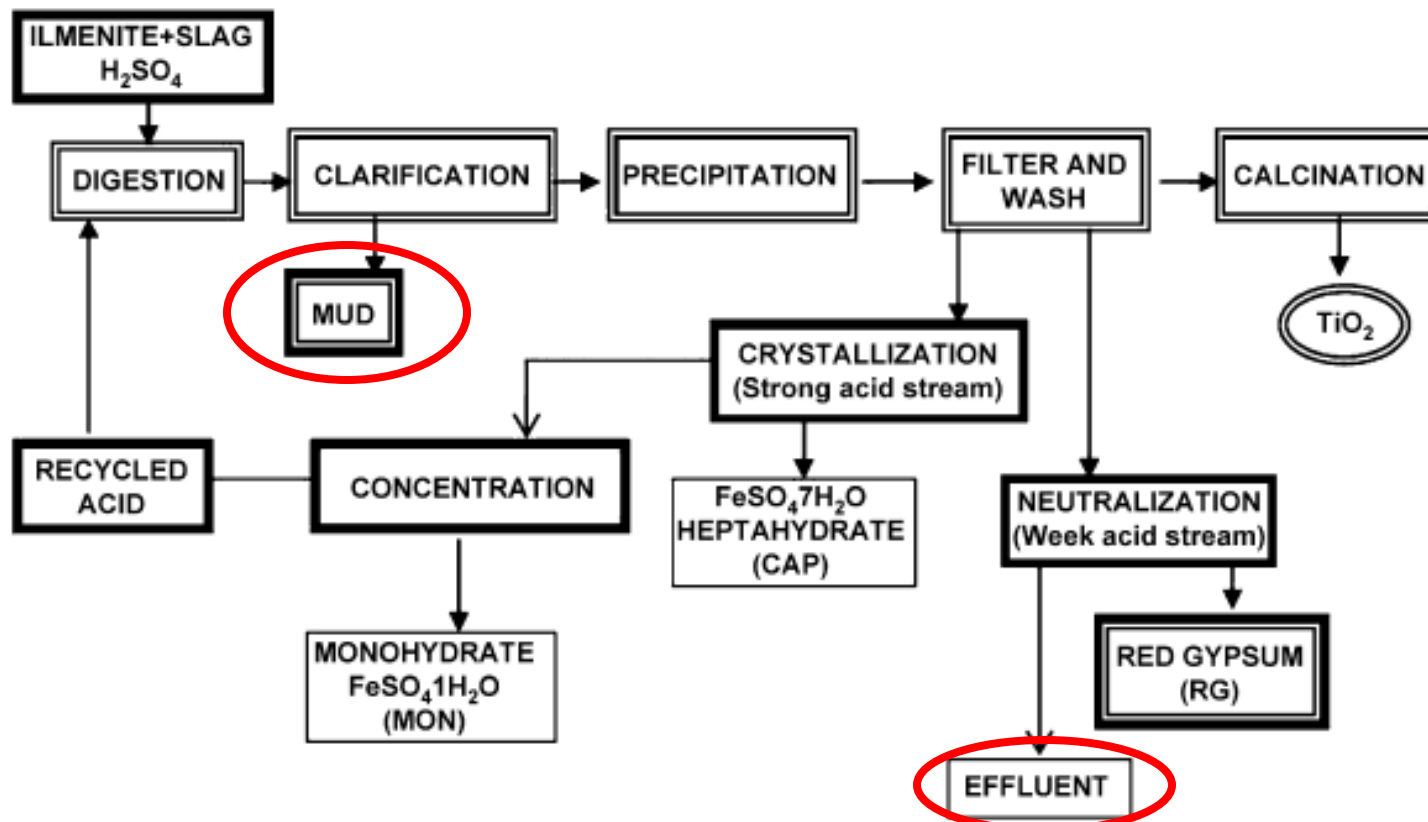 ILMENITE+SLAG
H₂SO₄
DIGESTION
CLARIFICATION
PRECIPITATION
FILTER AND
WASH
CALCINATION
MUD
TiO₂
CRYSTALLIZATION
(Strong acid stream)
RECYCLED
ACID
CONCENTRATION
FeSO₄7H₂O
HEPTAHYDRATE
(CAP)
NEUTRALIZATION
(Week acid stream)
MONOHYDRATE
FeSO₄1H₂O
(MON)
RED GYPSUM
(RG)
EFFLUENT